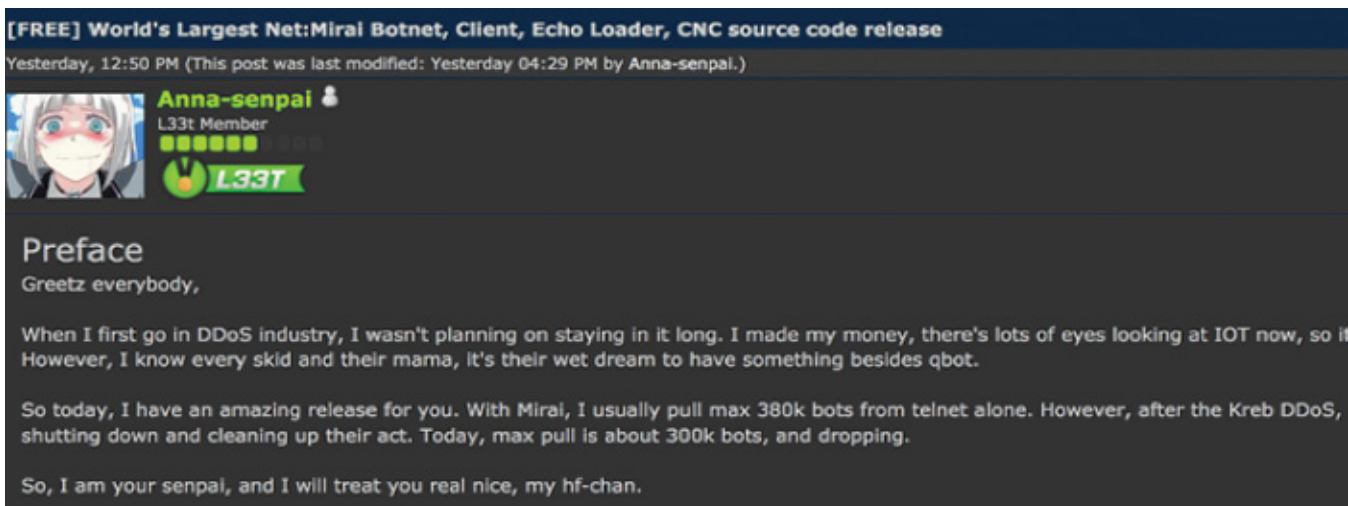 [FREE] World's Largest Net:Mirai Botnet, Client, Echo Loader, CNC source code release
Yesterday, 12:50 PM (This post was last modified: Yesterday 04:29 PM by Anna-senpai.)
Anna-senpai
L33t Member
L33T
Preface
Greetz everybody,
When I first go in DDoS industry, I wasn't planning on staying in it long. I made my money, there's lots of eyes looking at IOT now, so
However, I know every skid and their mama, it's their wet dream to have something besides qbot.
So today, I have an amazing release for you. With Mirai, I usually pull max 380k bots from telnet alone. However, after the Kreb DDoS,
shutting down and cleaning up their act. Today, max pull is about 300k bots, and dropping.
So, I am your senpai, and I will treat you real nice, my hf-chan.